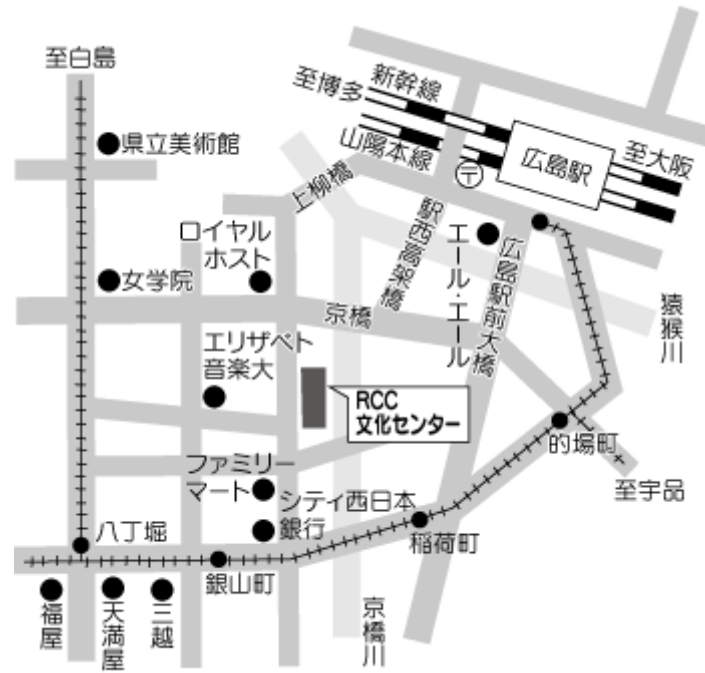 至白島
県立美術館
新幹線
至博多
山陽本線
〒
広島駅
至大阪
上柳橋
駅西高架橋
エール・エール
広島駅前大橋
ロイヤル
ホスト
女学院
京橋
猿猴川
エリザベト
音楽大
RCC
文化センター
的場町
至宇品
ファミリー
マート
シティ西日本
銀行
稲荷町
八丁堀
銀山町
福屋
天満屋
三越
京橋川